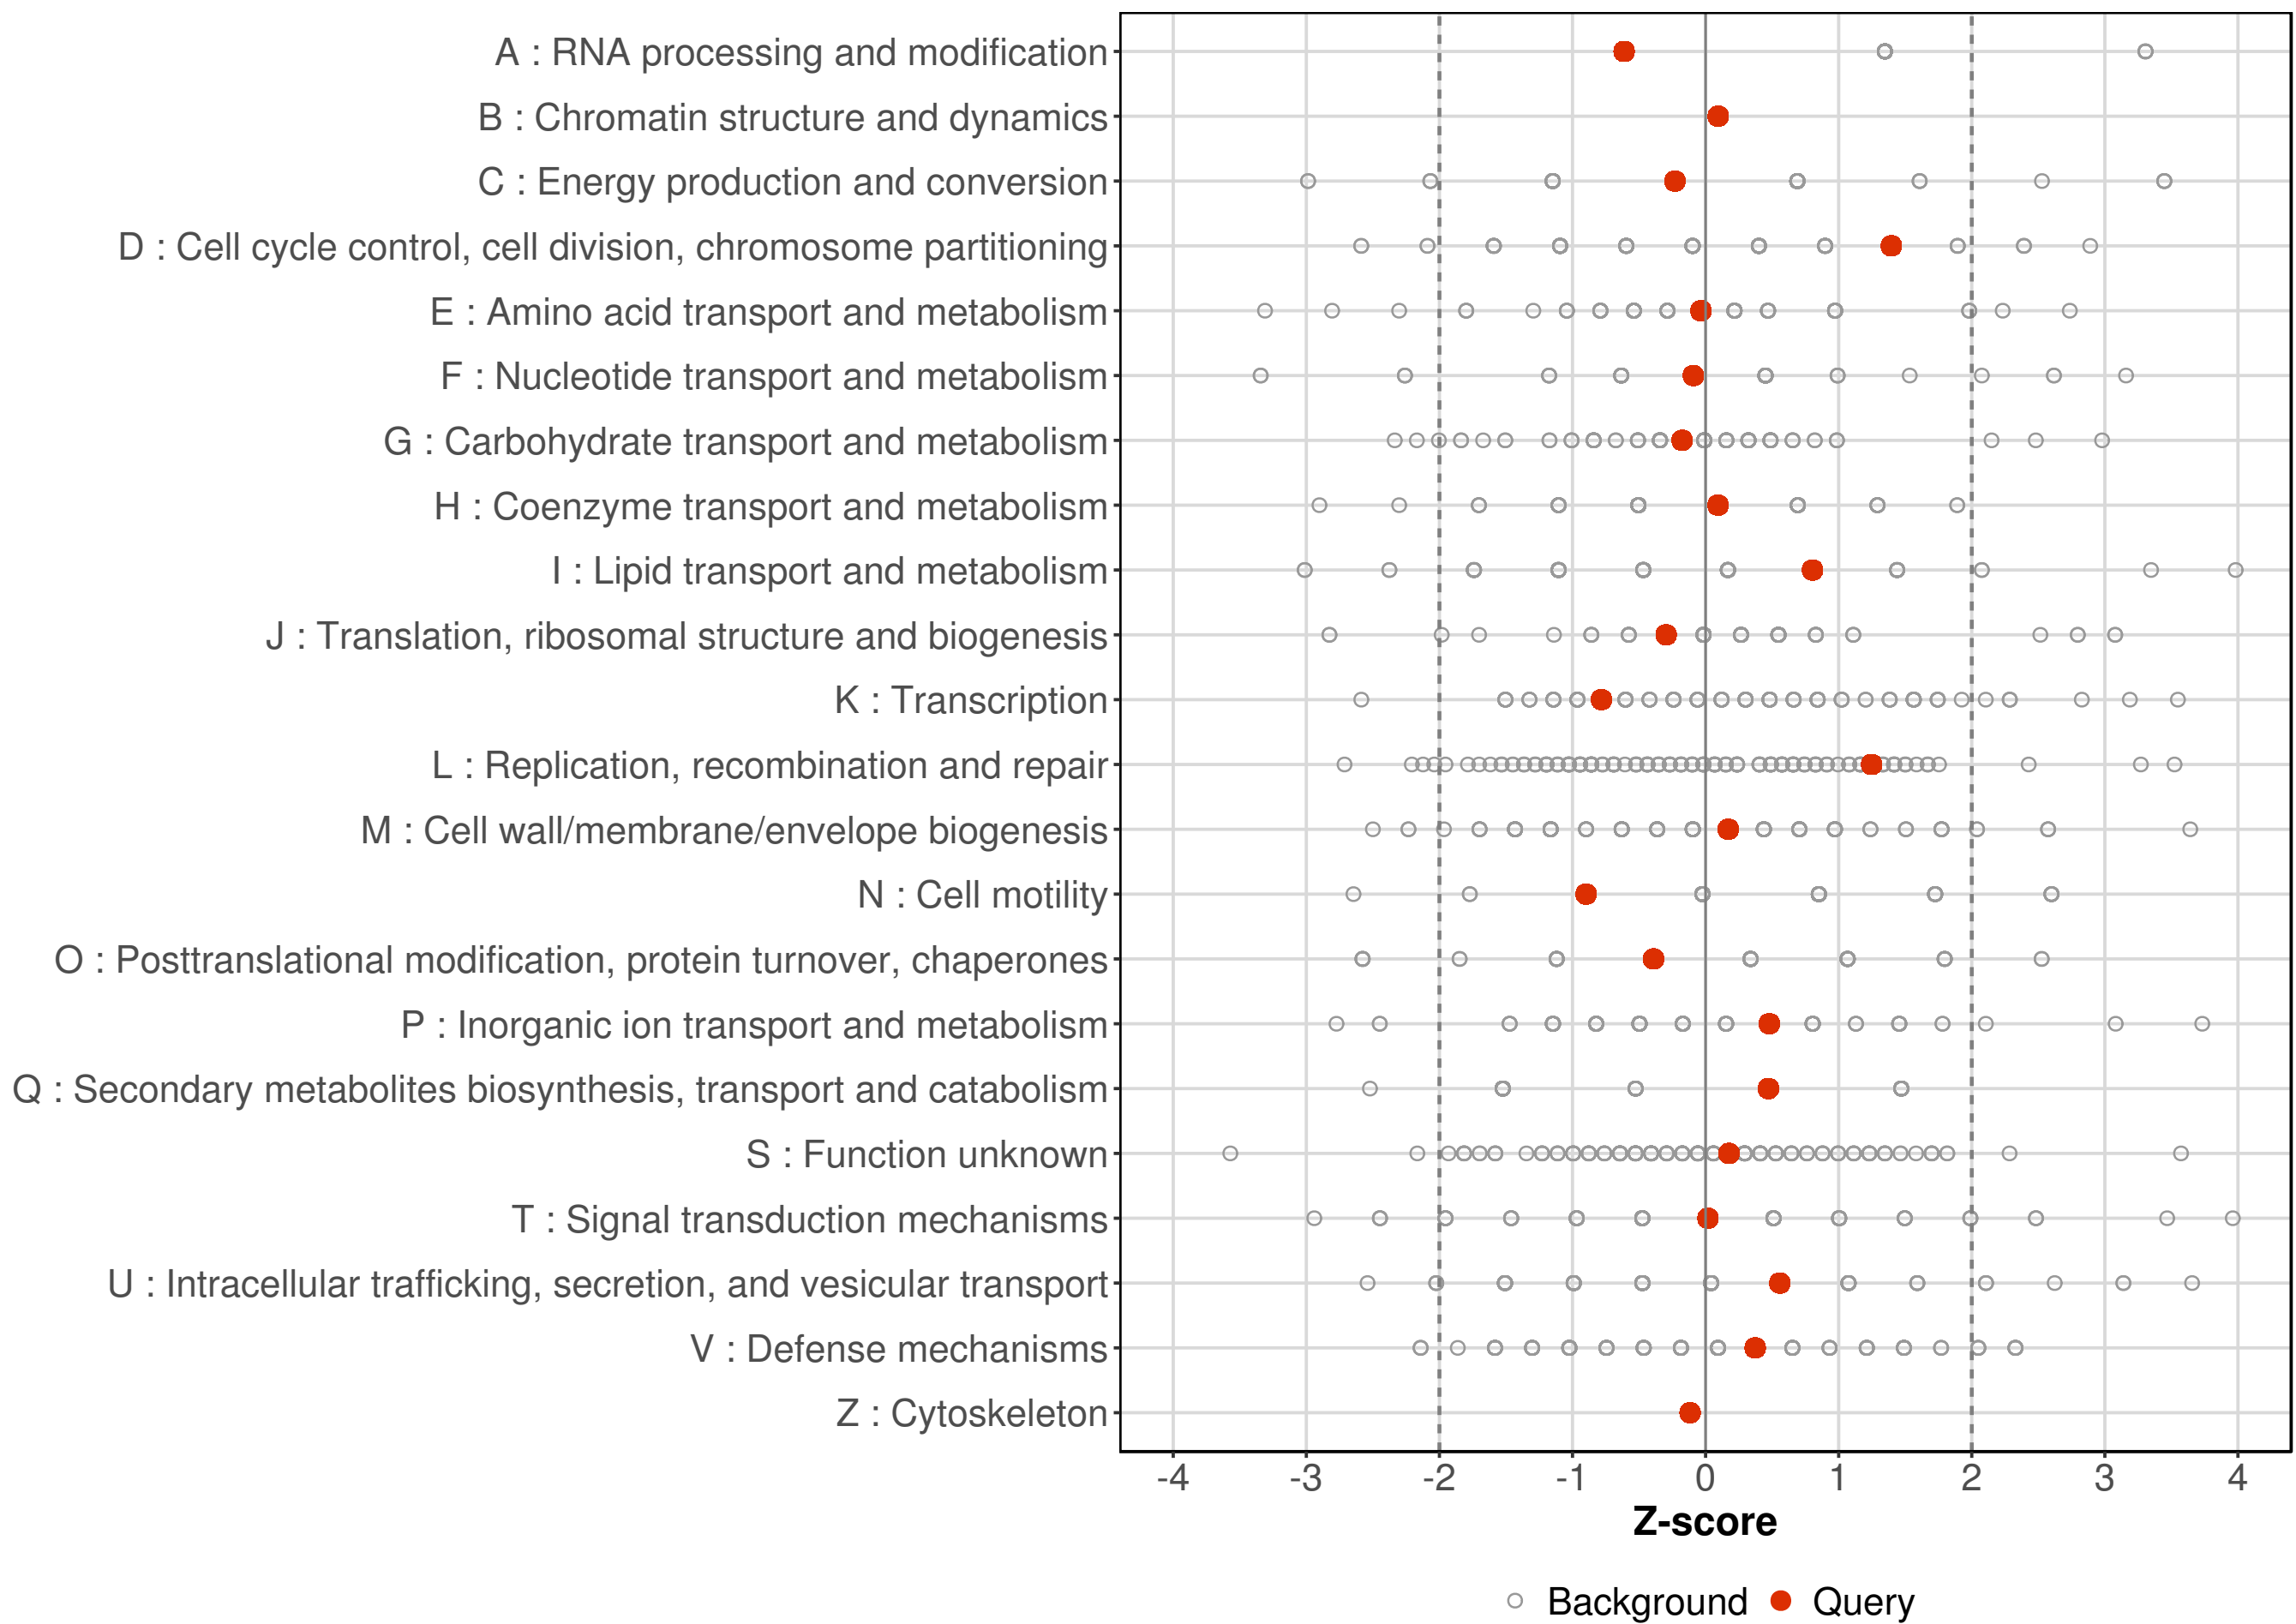 A : RNA processing and modification
B : Chromatin structure and dynamics
C : Energy production and conversion
D : Cell cycle control, cell division, chromosome partitioning
E : Amino acid transport and metabolism
F : Nucleotide transport and metabolism
G : Carbohydrate transport and metabolism
H : Coenzyme transport and metabolism
I : Lipid transport and metabolism
J : Translation, ribosomal structure and biogenesis
K : Transcription
L : Replication, recombination and repair
M : Cell wall/membrane/envelope biogenesis
N : Cell motility
O : Posttranslational modification, protein turnover, chaperones
P : Inorganic ion transport and metabolism
Q : Secondary metabolites biosynthesis, transport and catabolism
S : Function unknown
T : Signal transduction mechanisms
U : Intracellular trafficking, secretion, and vesicular transport
V : Defense mechanisms
Z : Cytoskeleton
-4 -3 -2 -1 0 1 2 3 4
Z-score
Background Query